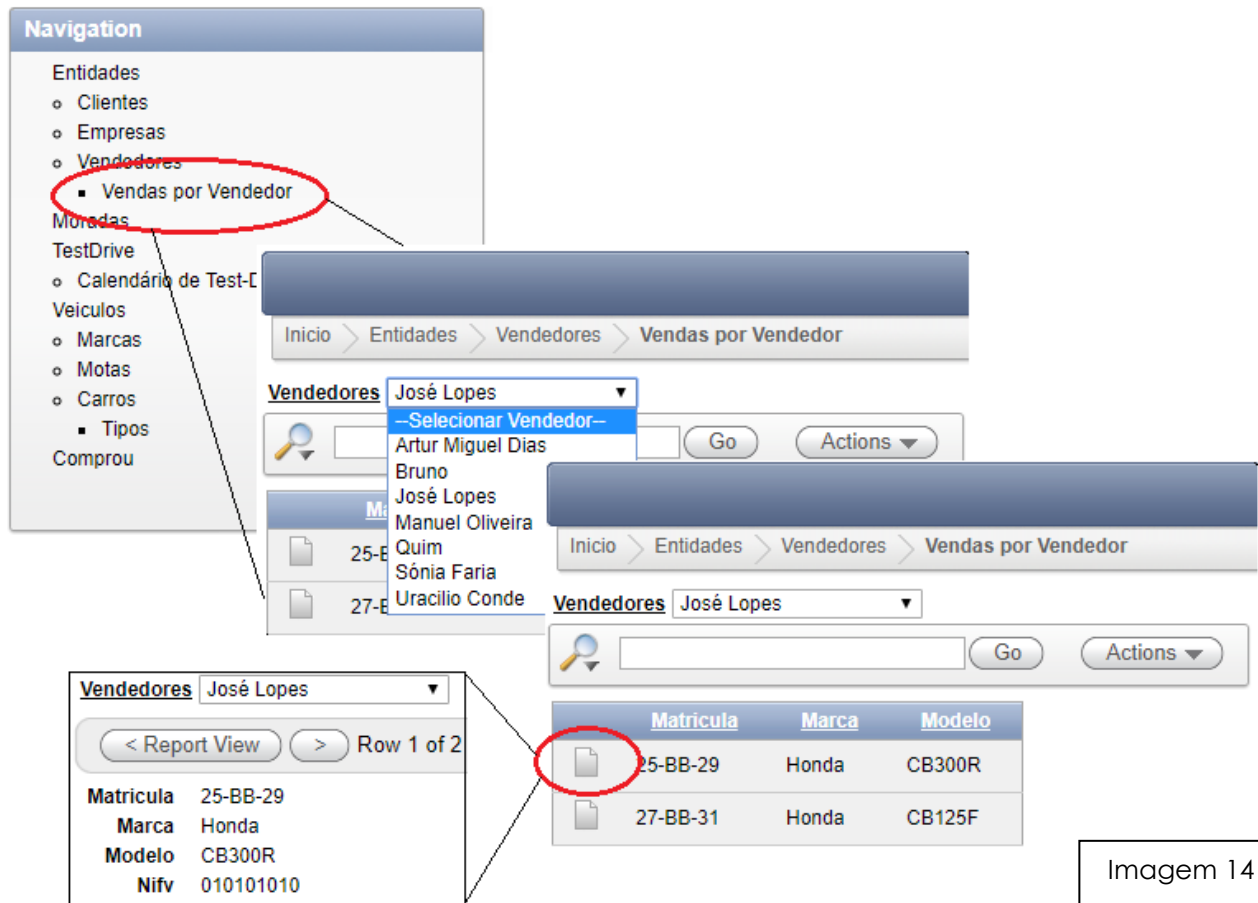 Navigation
Entidades
Clientes
Empresas
Vendedores
Vendas por Vendedor
Moradas
TestDrive
Calendário de Test-D
Veiculos
Marcas
Motas
Carros
Tipos
Comprou
Inicio Entidades Vendedores Vendas por Vendedor
Vendedores José Lopes
--Selecionar Vendedor--
Artur Miguel Dias
Bruno
José Lopes
Manuel Oliveira
Quim
Sónia Faria
Uracilio Conde
Go Actions
Ma
25-B
27-B
Inicio Entidades Vendedores Vendas por Vendedor
Vendedores José Lopes
Go Actions
Matricula Marca Modelo
25-BB-29 Honda CB300R
27-BB-31 Honda CB125F
Vendedores José Lopes
< Report View > Row 1 of 2
Matricula 25-BB-29
Marca Honda
Modelo CB300R
Nifv 010101010
Imagem 14